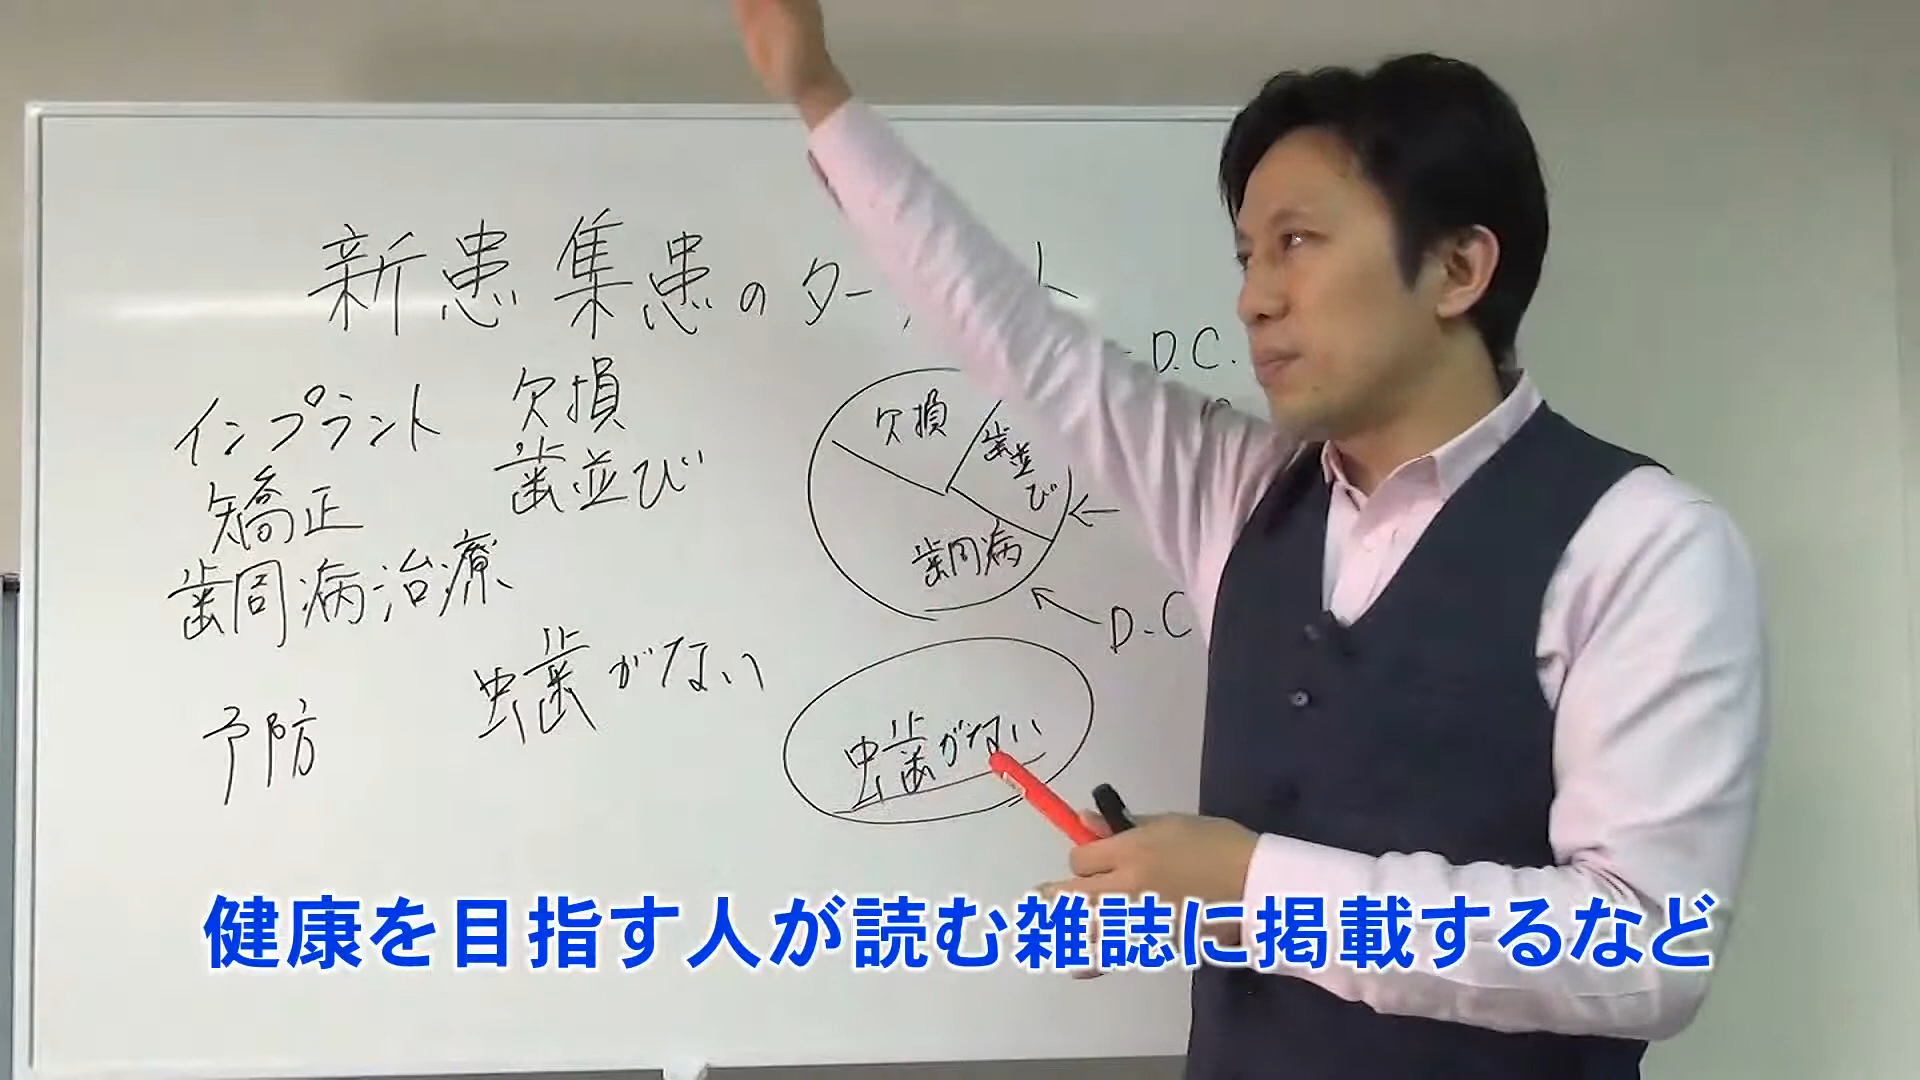 新患集患のター
インプラント 欠損
矯正 歯並び
歯周病治療
予防 虫歯がない
欠損
歯並び
歯周病
D.C.
D.C
虫歯がない
健康を目指す人が読む雑誌に掲載するなど